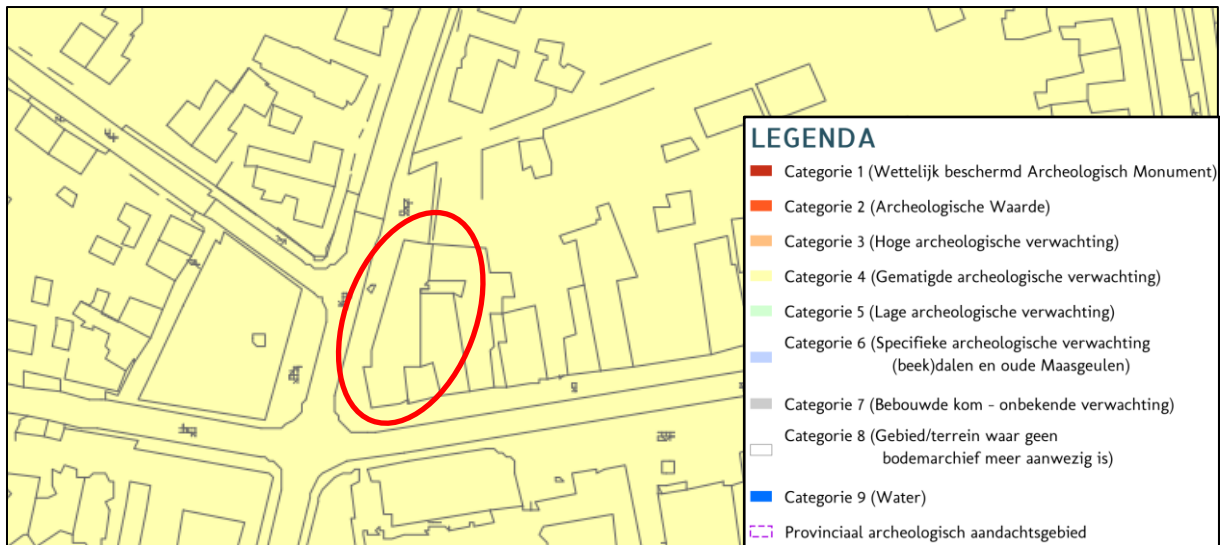 LEGENDA
Categorie 1 (Wettelijk beschermd Archeologisch Monument)
Categorie 2 (Archeologische Waarde)
Categorie 3 (Hoge archeologische verwachting)
Categorie 4 (Gematigde archeologische verwachting)
Categorie 5 (Lage archeologische verwachting)
Categorie 6 (Specifieke archeologische verwachting
(beek)dalen en oude Maasgeulen)
Categorie 7 (Bebouwde kom - onbekende verwachting)
Categorie 8 (Gebied/terrein waar geen
bodemarchief meer aanwezig is)
Categorie 9 (Water)
Provinciaal archeologisch aandachtsgebied